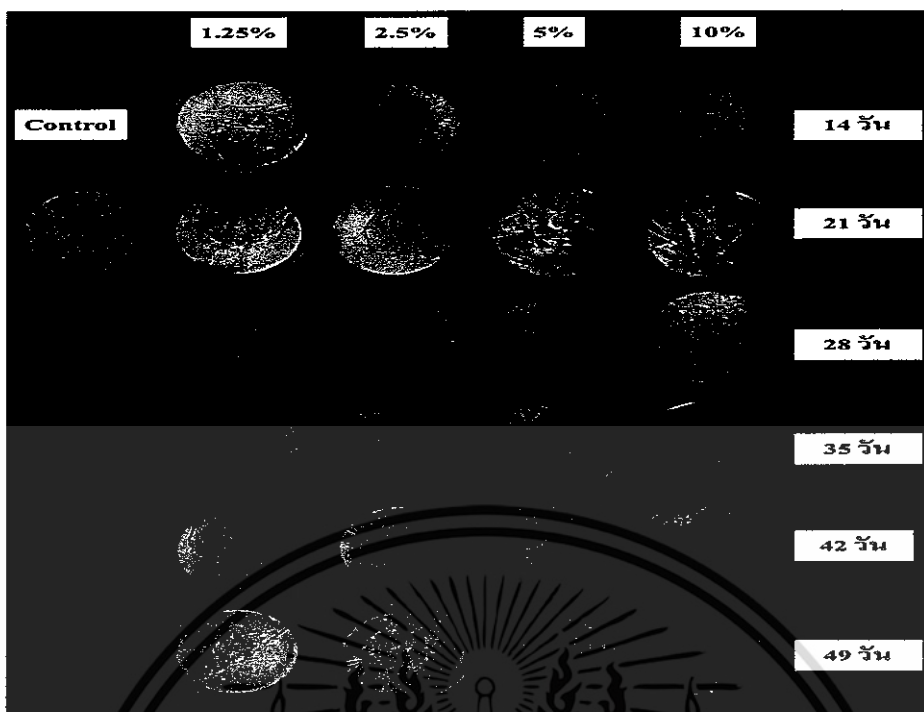 1.25% 2.5% 5% 10%
Control 14 วัน
21 วัน
28 วัน
35 วัน
42 วัน
49 วัน